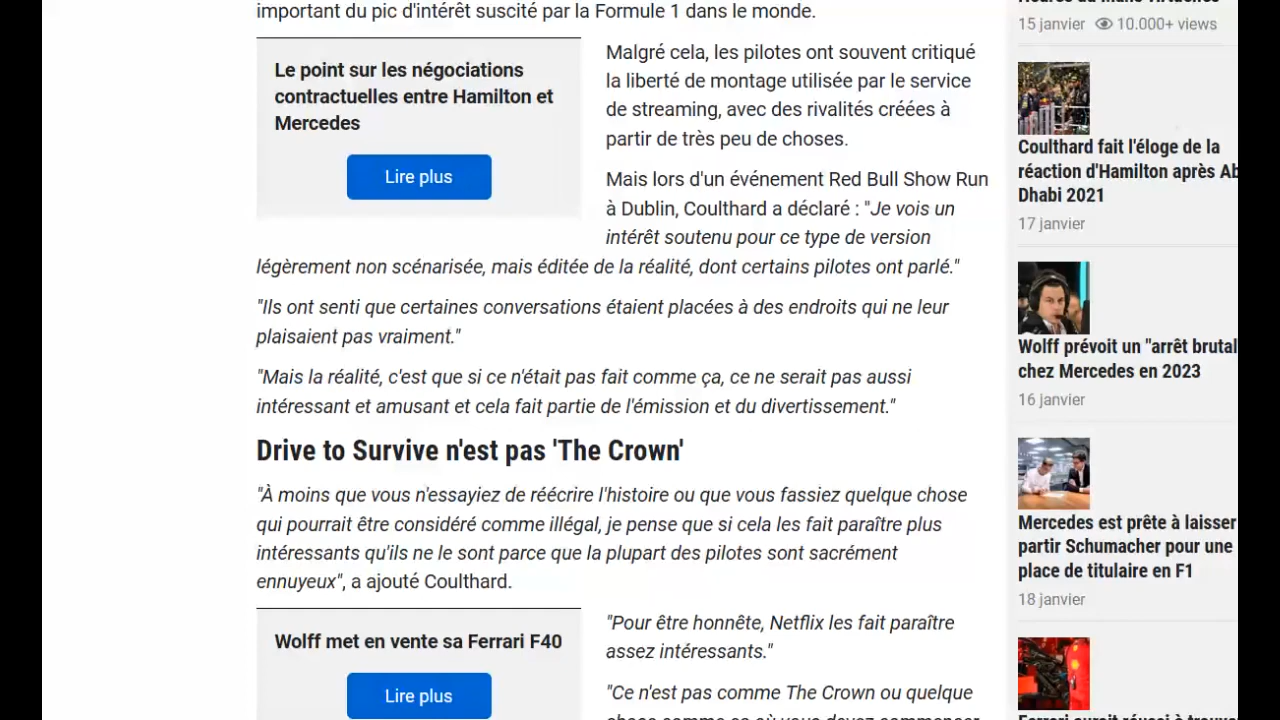 important du pic d'intérêt suscité par la Formule 1 dans le monde.
Le point sur les négociations
contractuelles entre Hamilton et
Mercedes
Lire plus
Malgré cela, les pilotes ont souvent critiqué
la liberté de montage utilisée par le service
de streaming, avec des rivalités créées à
partir de très peu de choses.
Mais lors d'un événement Red Bull Show Run
à Dublin, Coulthard a déclaré : "Je vois un
intérêt soutenu pour ce type de version
légèrement non scénarisée, mais éditée de la réalité, dont certains pilotes ont parlé."
"Ils ont senti que certaines conversations étaient placées à des endroits qui ne leur
plaisaient pas vraiment."
"Mais la réalité, c'est que si ce n'était pas fait comme ça, ce ne serait pas aussi
intéressant et amusant et cela fait partie de l'émission et du divertissement."
Drive to Survive n'est pas 'The Crown'
"À moins que vous n'essayiez de réécrire l'histoire ou que vous fassiez quelque chose
qui pourrait être considéré comme illégal, je pense que si cela les fait paraître plus
intéressants qu'ils ne le sont parce que la plupart des pilotes sont sacrément
ennuyeux", a ajouté Coulthard.
Wolff met en vente sa Ferrari F40
Lire plus
"Pour être honnête, Netflix les fait paraître
assez intéressants."
"Ce n'est pas comme The Crown ou quelque
15 janvier 10.000+ views
Coulthard fait l'éloge de la
réaction d'Hamilton après Ab
Dhabi 2021
17 janvier
Wolff prévoit un "arrêt brutal
chez Mercedes en 2023
16 janvier
Mercedes est prête à laisser
partir Schumacher pour une
place de titulaire en F1
18 janvier